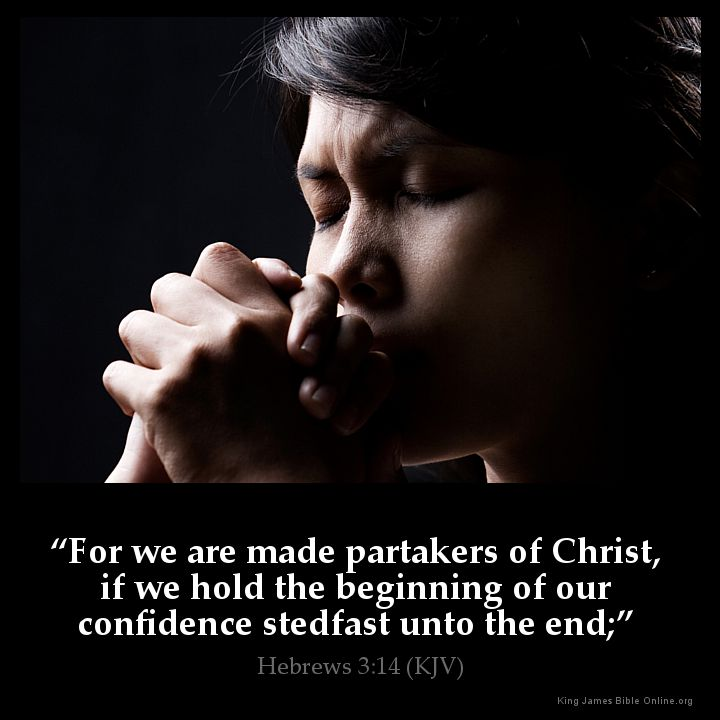 “For we are made partakers of Christ,
if we hold the beginning of our
confidence stedfast unto the end;”
Hebrews 3:14 (KJV)
King James Bible Online.org